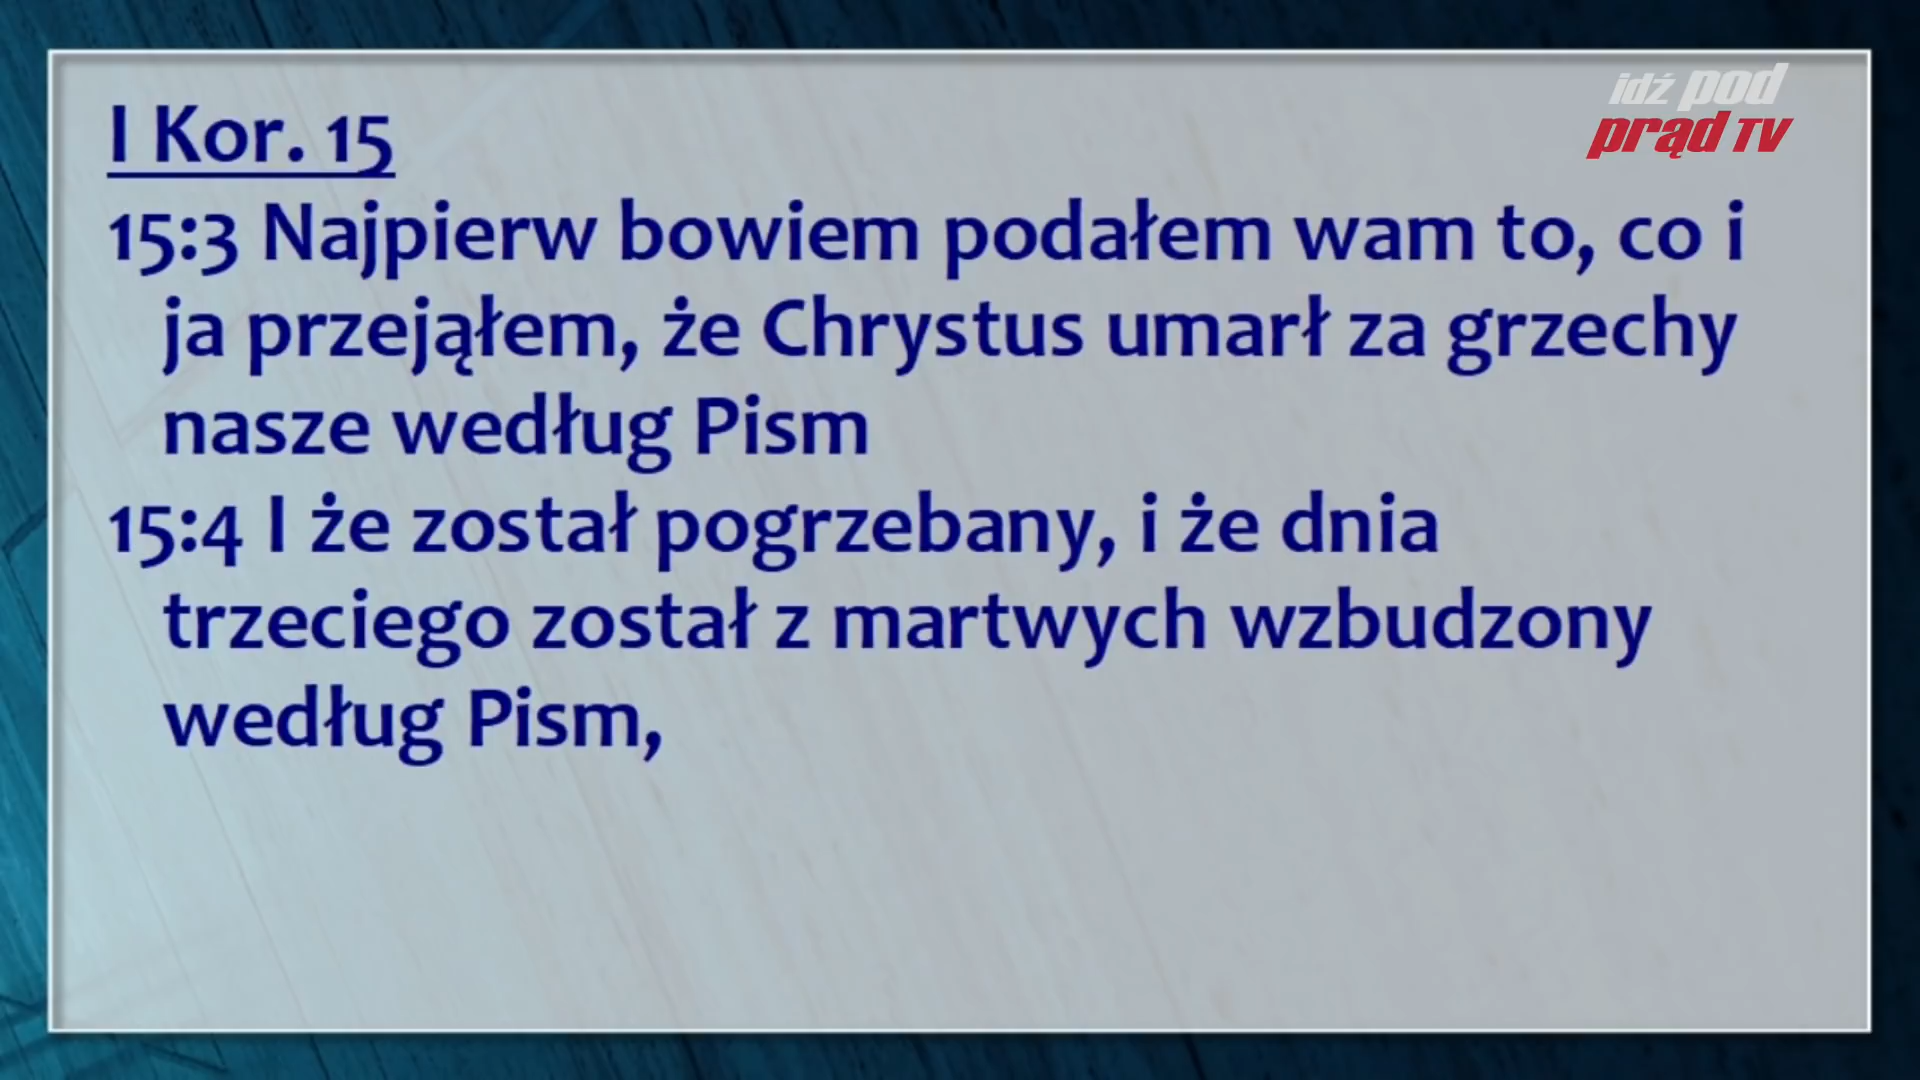 idź pod
prąd TV
I Kor. 15
15:3 Najpierw bowiem podałem wam to, co i
ja przejąłem, że Chrystus umarł za grzechy
nasze według Pism
15:4 I że został pogrzebany, i że dnia
trzeciego został z martwych wzbudzony
według Pism,